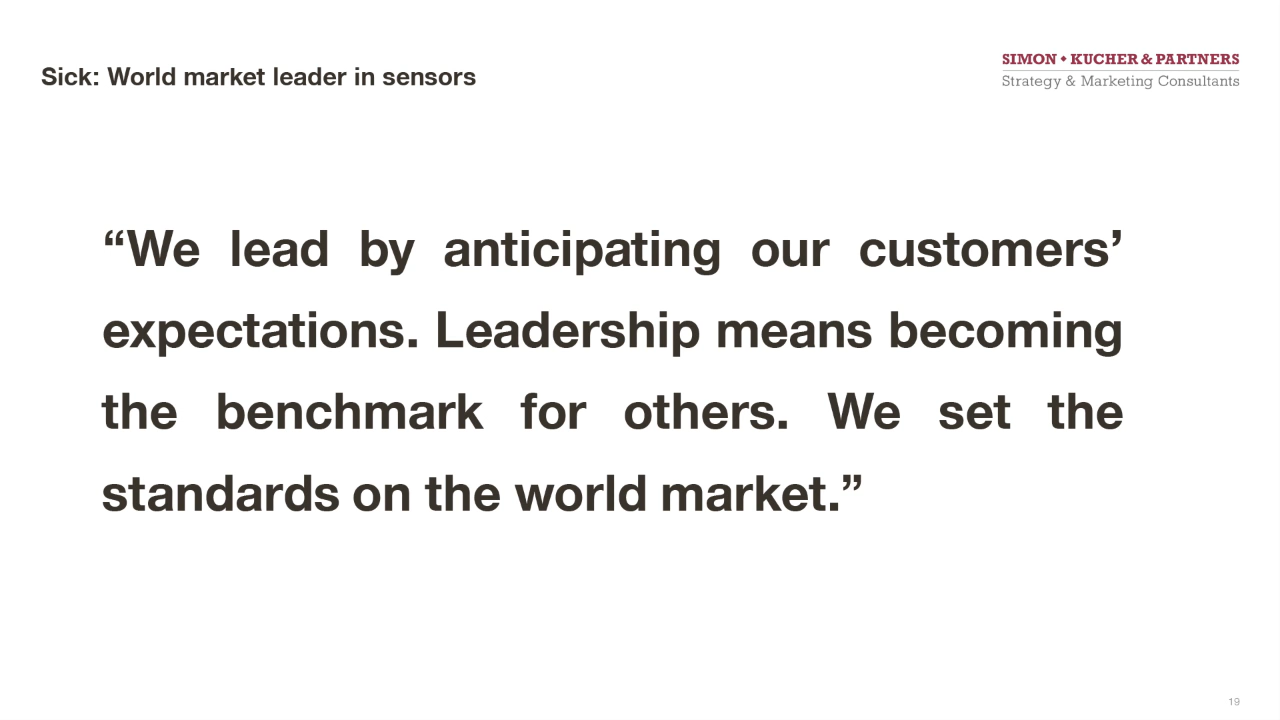 Sick: World market leader in sensors
SIMON • KUCHER & PARTNERS
Strategy & Marketing Consultants
“We lead by anticipating our customers’
expectations. Leadership means becoming
the benchmark for others. We set the
standards on the world market.”
19